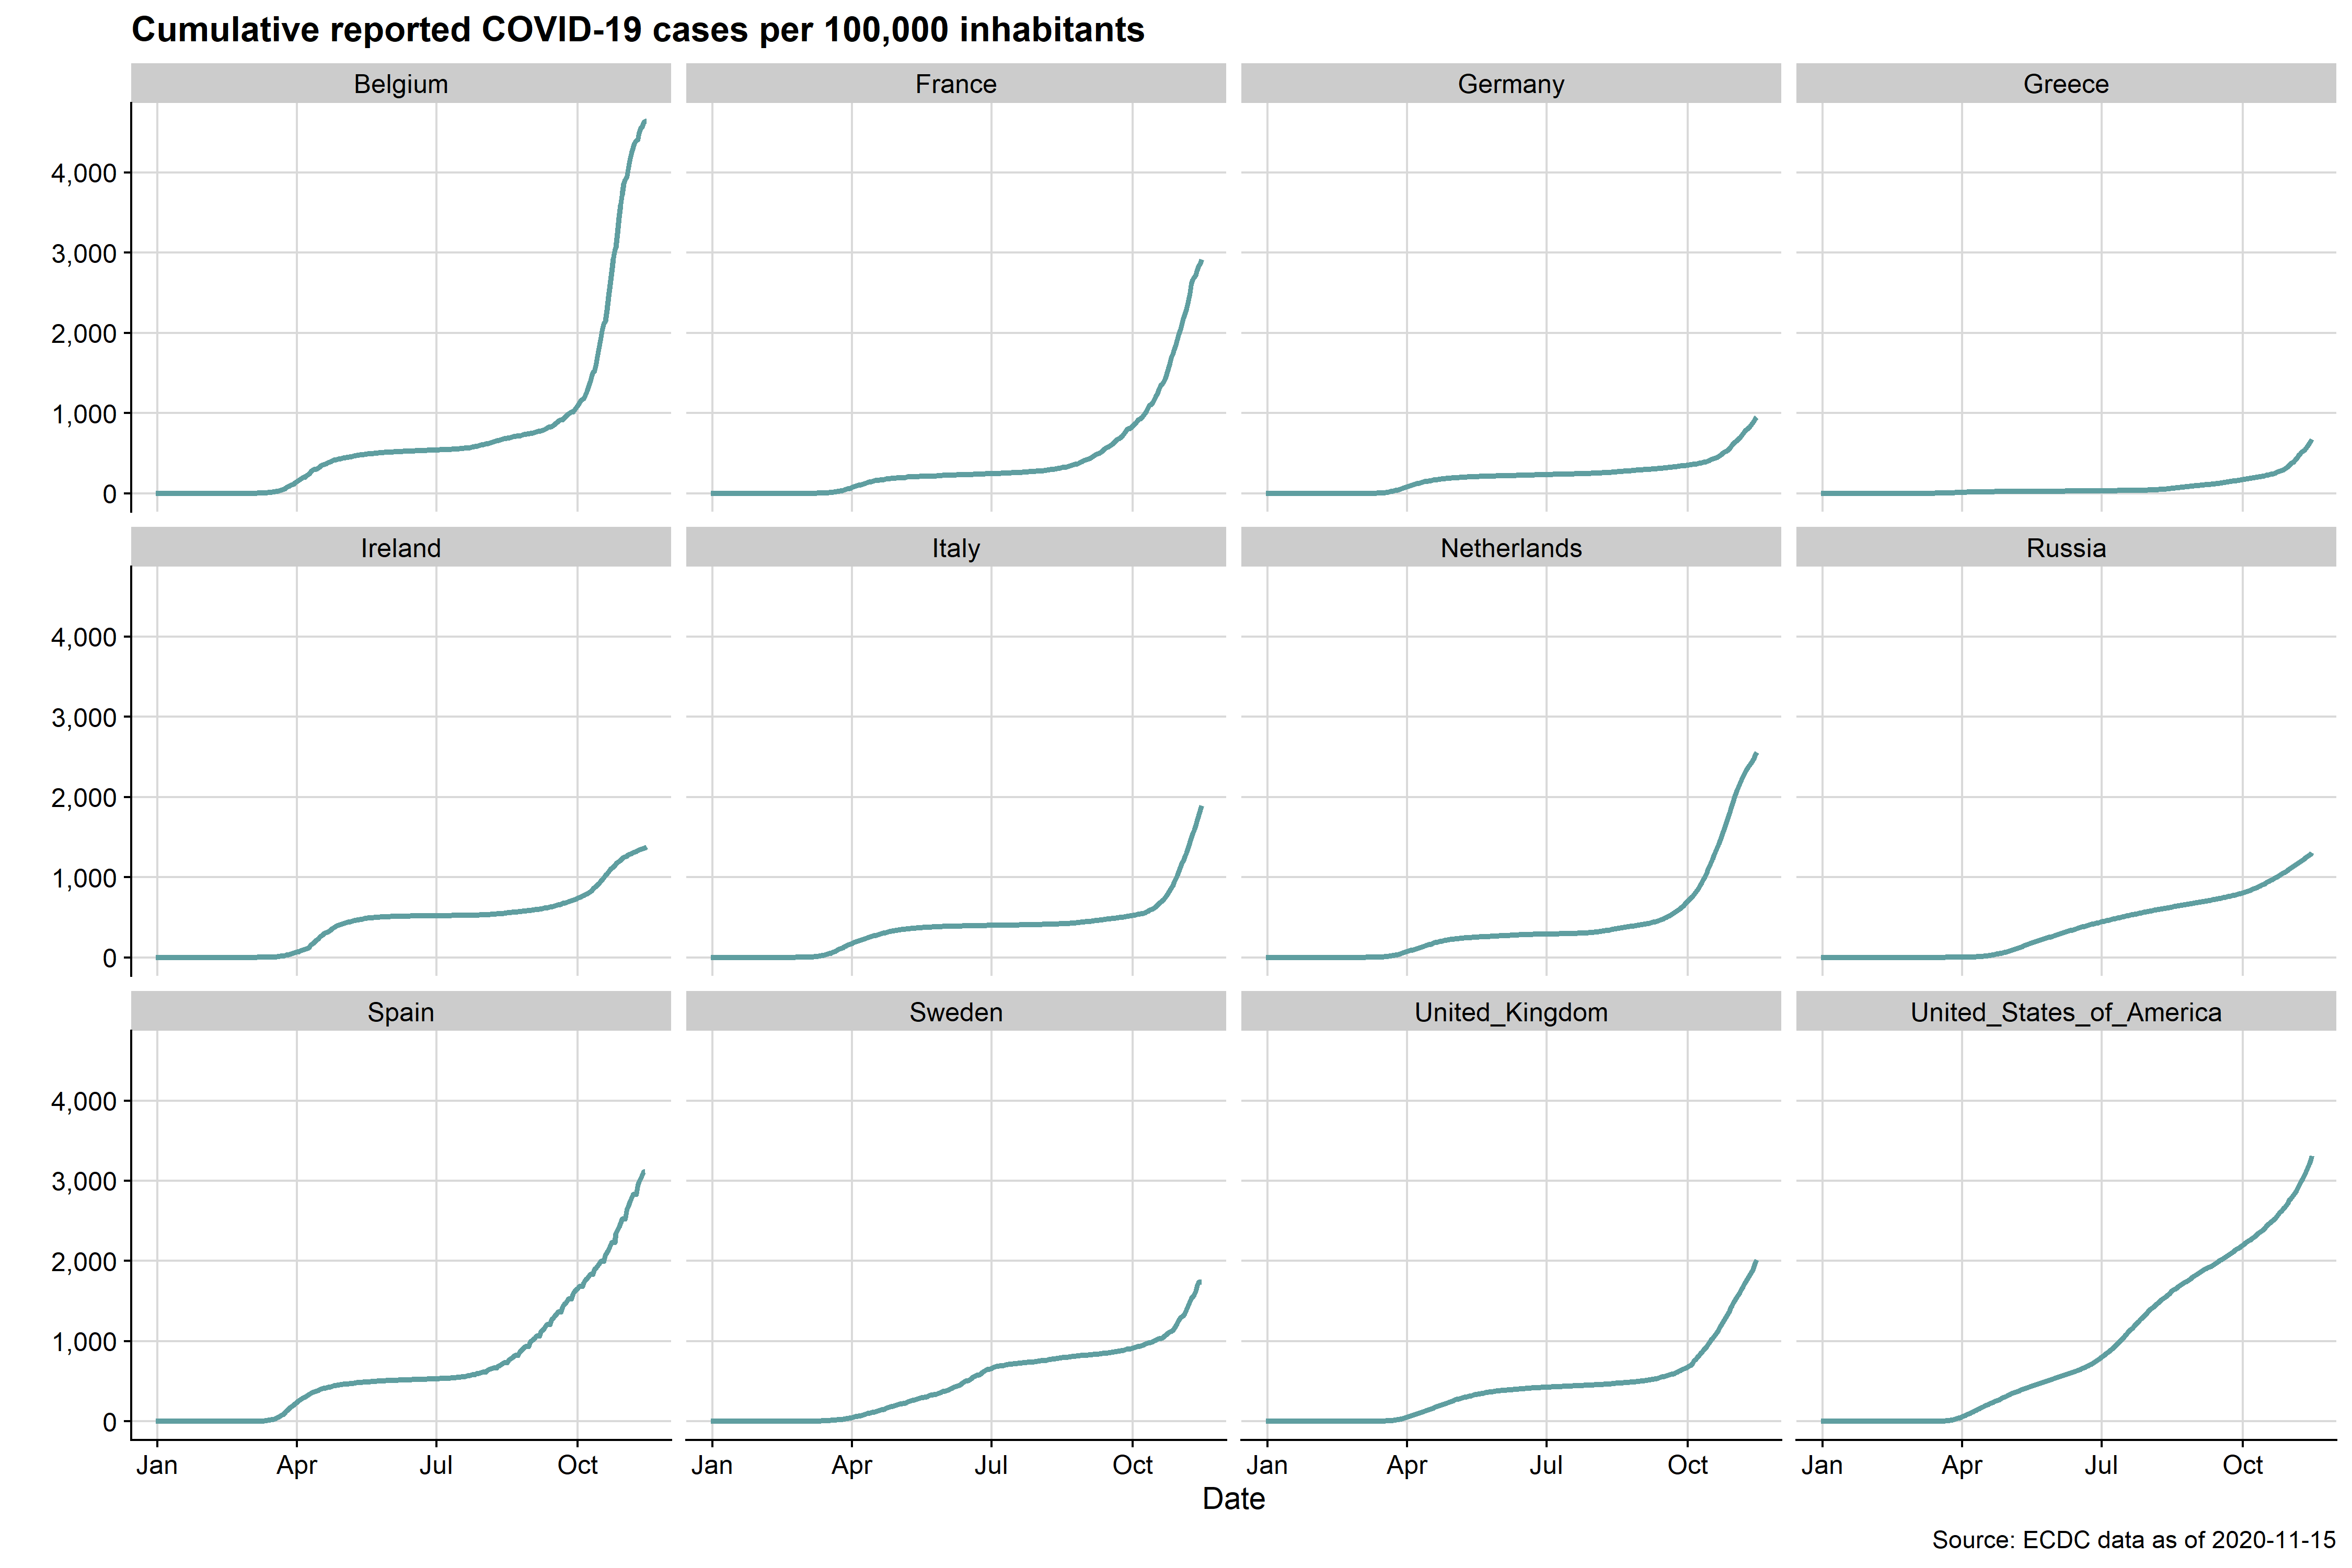 Cumulative reported COVID-19 cases per 100,000 inhabitants
Belgium France Germany Greece
4,000
3,000
2,000
1,000
0
Ireland Italy Netherlands Russia
4,000
3,000
2,000
1,000
0
Spain Sweden United_Kingdom United_States_of_America
4,000
3,000
2,000
1,000
0
Jan Apr Jul Oct Jan Apr Jul Oct Jan Apr Jul Oct Jan Apr Jul Oct
Date
Source: ECDC data as of 2020-11-15